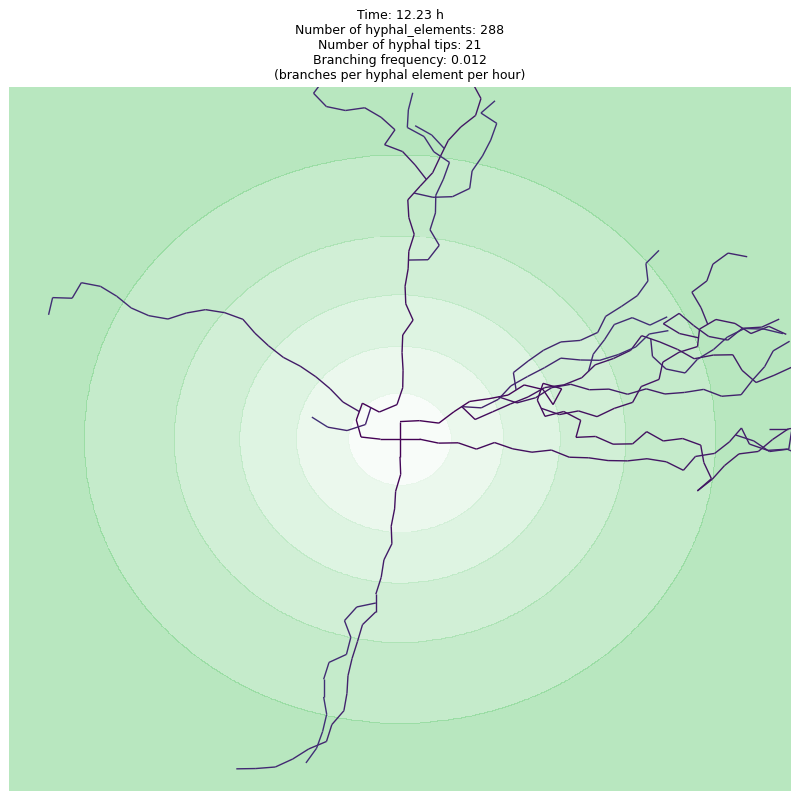 Time: 12.23 h
Number of hyphal_elements: 288
Number of hyphal tips: 21
Branching frequency: 0.012
(branches per hyphal element per hour)